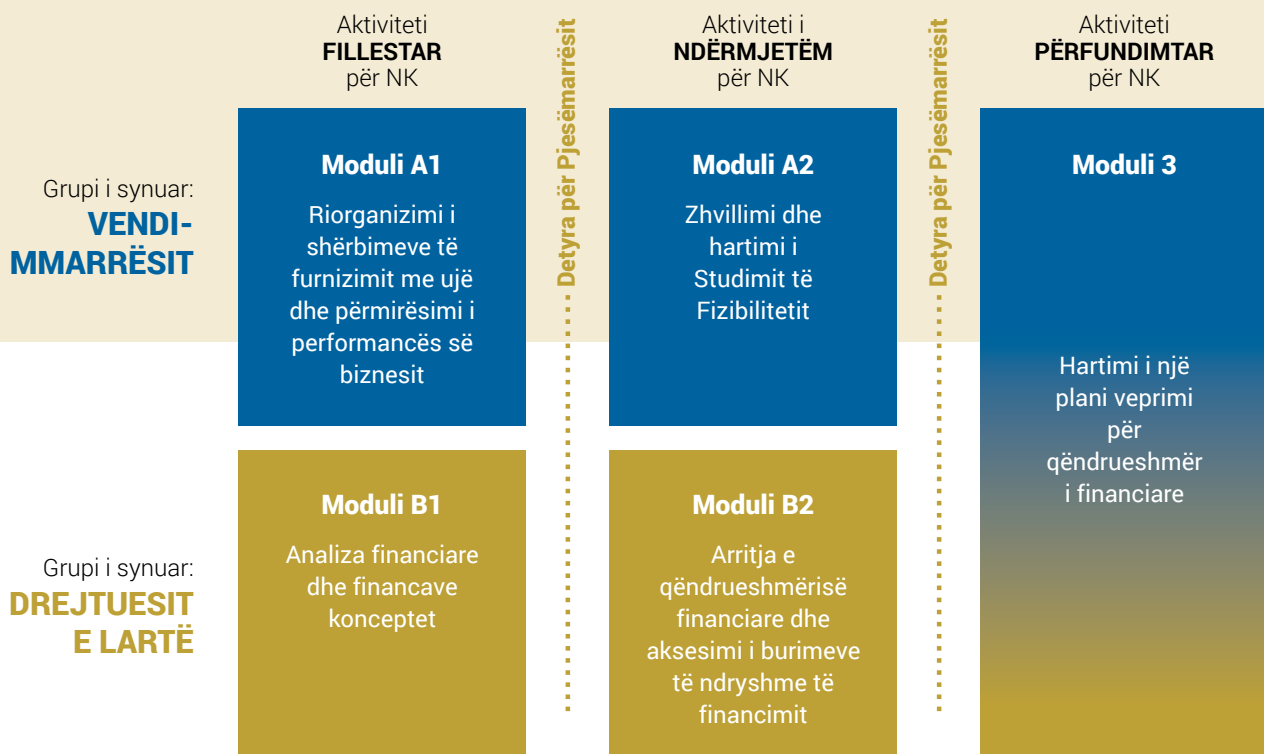 Aktiviteti
FILLESTAR
për NK
Aktiviteti i
NDËRMJETËM
për NK
Aktiviteti
PËRFUNDIMTAR
për NK
Detyra për Pjesëmarrësit
Detyra për Pjesëmarrësit
Grupi i synuar:
VENDI-
MMARRËSIT
Moduli A1
Riorganizimi i
shërbimeve të
furnizimit me ujë
dhe përmirësimi i
performancës së
biznesit
Moduli A2
Zhvillimi dhe
hartimi i
Studimit të
Fizibilitetit
Moduli 3
Hartimi i një
plani veprimi
për
qëndrueshmër
i financiare
Grupi i synuar:
DREJTUESIT
E LARTË
Moduli B1
Analiza financiare
dhe financave
konceptet
Moduli B2
Arritja e
qëndrueshmërisë
financiare dhe
aksesimi i burimeve
të ndryshme të
financimit